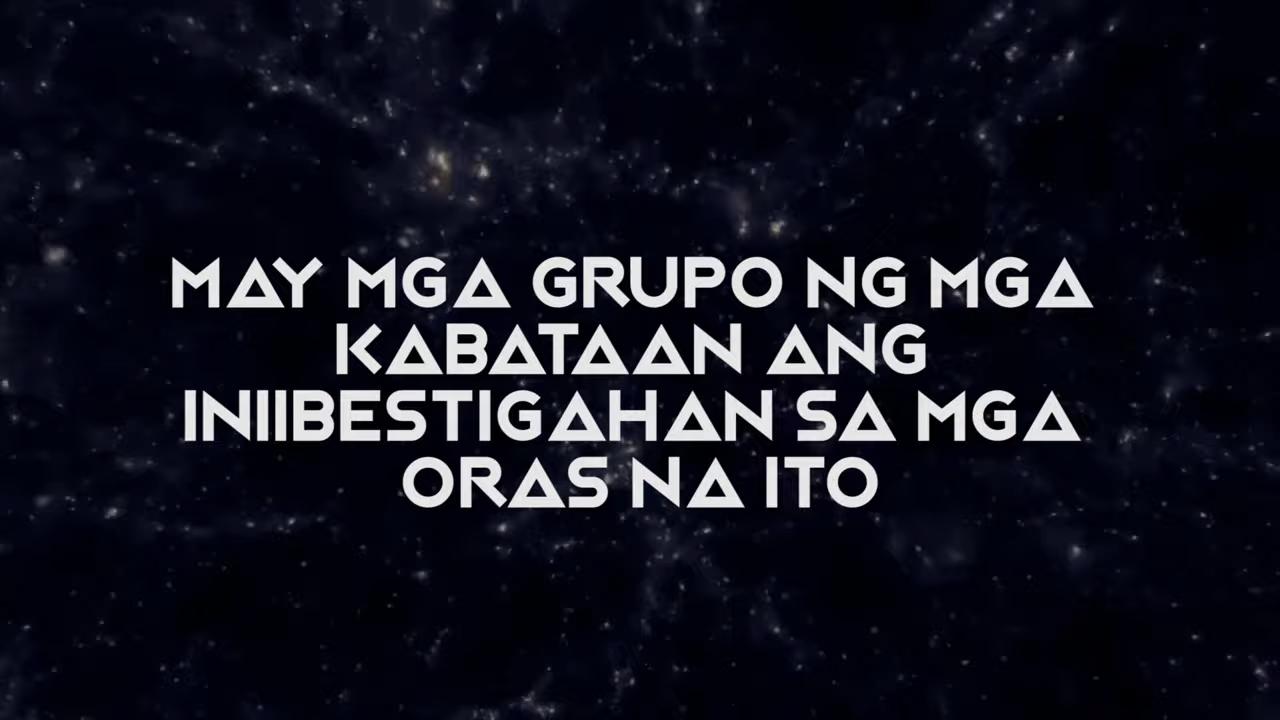 MAY MGA GRUPO NG MGA
KABATAAN ANG
INIIBESTIGAHAN SA MGA
ORAS NA ITO